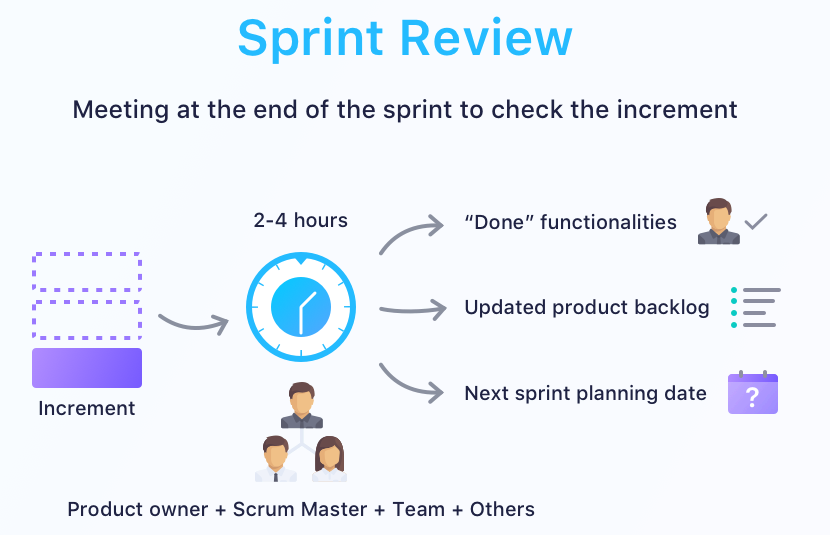 Sprint Review
Meeting at the end of the sprint to check the increment
2-4 hours
“Done” functionalities
Updated product backlog
Increment
Next sprint planning date
?
Product owner + Scrum Master + Team + Others